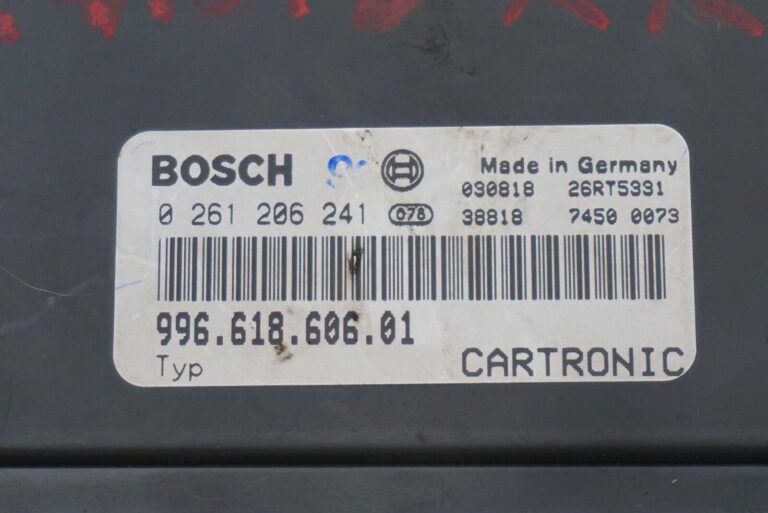 BOSCH Made in Germany
030818 26RT5331
0 261 206 241 078 38818 7450 0073
996.618.606.01
Typ CARTRONIC